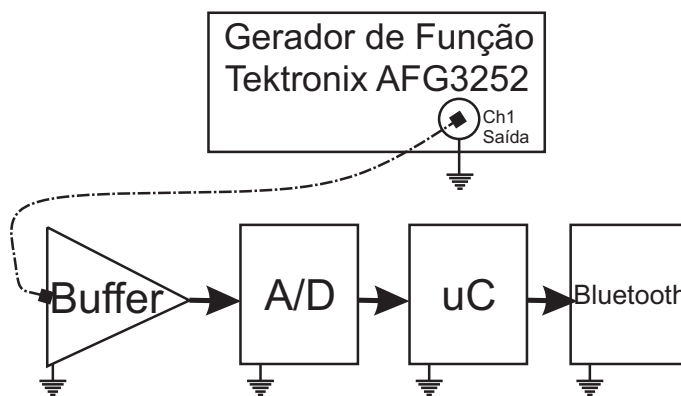 Gerador de Função
Tektronix AFG3252
Ch1
Saída
Buffer
A/D
uC
Bluetooth